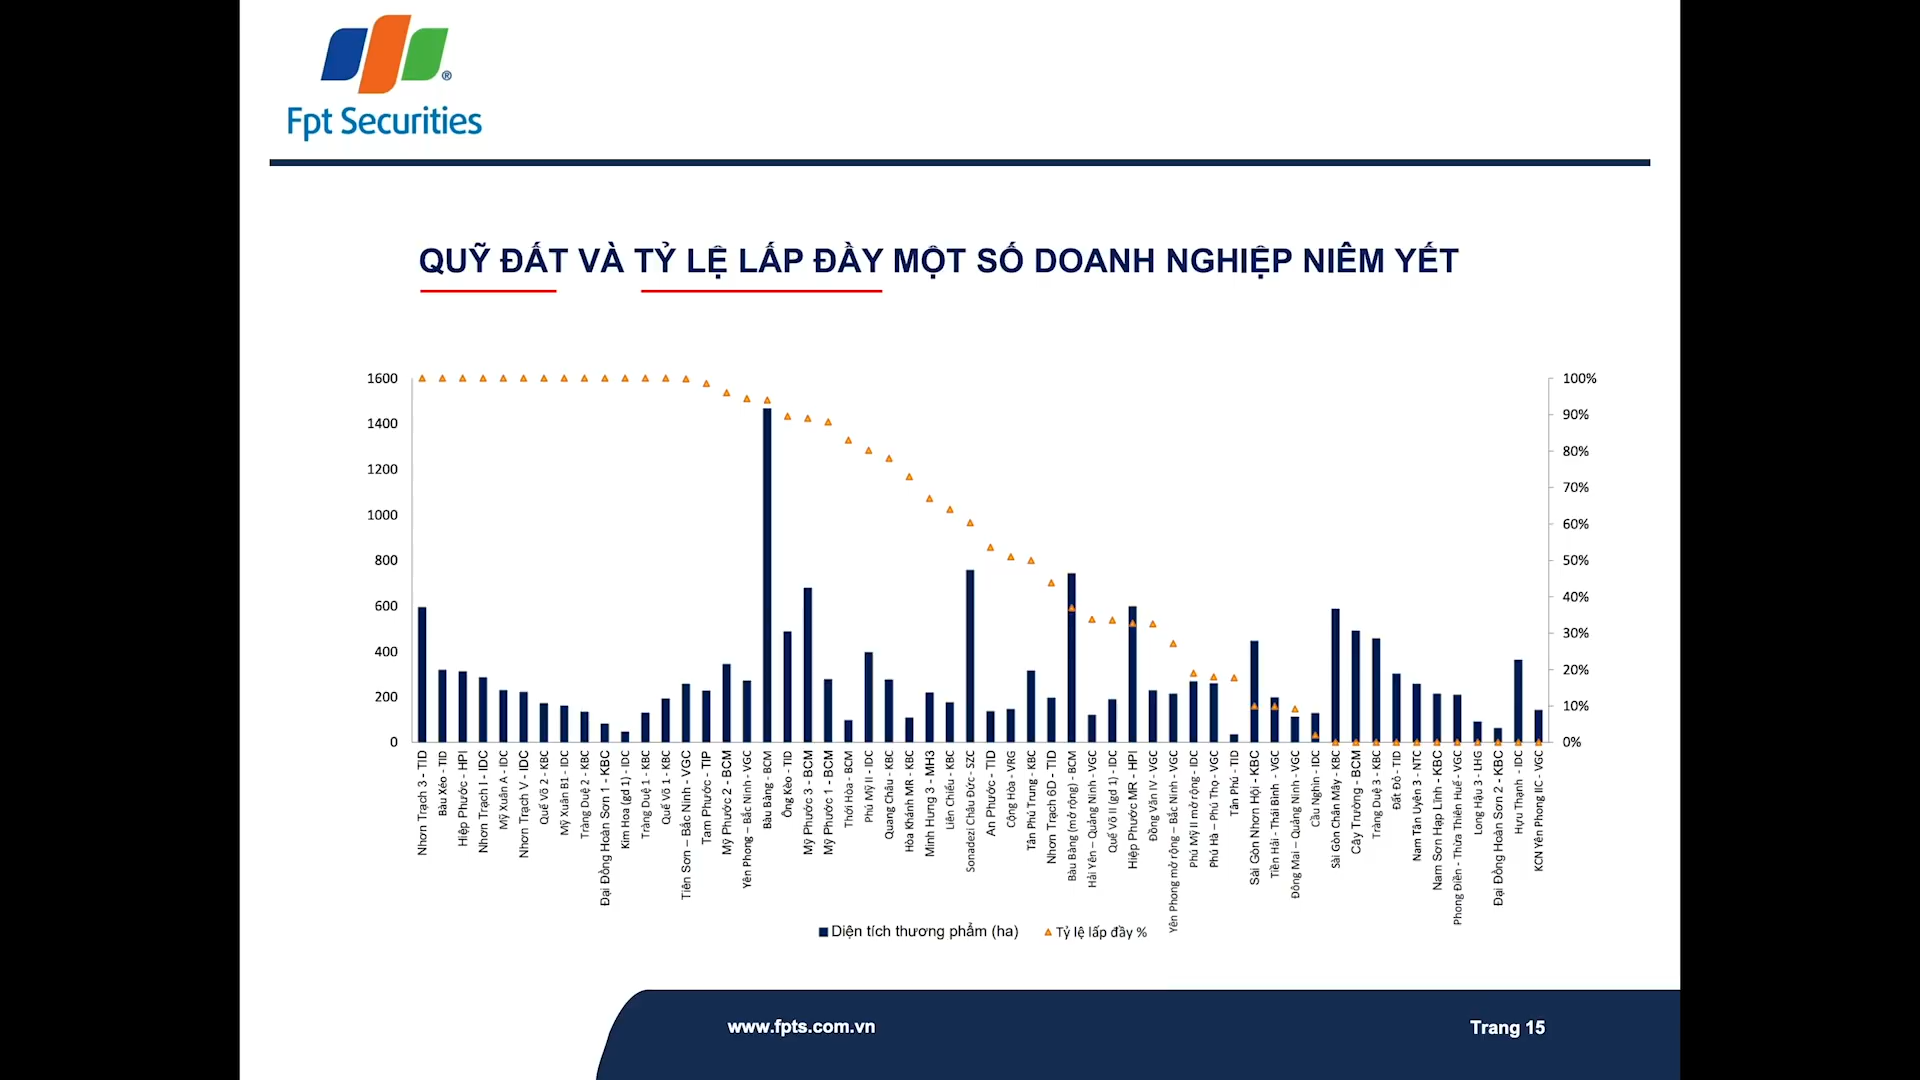 Fpt Securities
®
QUỸ ĐẤT VÀ TỶ LỆ LẤP ĐẦY MỘT SỐ DOANH NGHIỆP NIÊM YẾT
1600
1400
1200
1000
800
600
400
200
0
100%
90%
80%
70%
60%
50%
40%
30%
20%
10%
0%
Nhơn Trạch 3 - TID
Bàu Xéo - TID
Hiệp Phước - HPI
Nhơn Trạch I - IDC
Mỹ Xuân A - IDC
Nhơn Trạch V - IDC
Quế Võ 2 - KBC
Mỹ Xuân B1 - IDC
Tràng Duệ 2 - KBC
Đại Đồng Hoàn Sơn 1 - KBC
Kim Hoa (gd 1) - IDC
Tràng Duệ 1 - KBC
Quế Võ 1 - KBC
Tiên Sơn – Bắc Ninh - VGC
Tam Phước - TIP
Mỹ Phước 2 - BCM
Yên Phong – Bắc Ninh - VGC
Bàu Bàng - BCM
Ông Kèo - TID
Mỹ Phước 3 - BCM
Mỹ Phước 1 - BCM
Thới Hòa - BCM
Phú Mỹ II - IDC
Quang Châu - KBC
Hòa Khánh MR - KBC
Minh Hưng 3 - MH3
Liên Chiểu - KBC
Sonadezi Châu Đức - SZC
An Phước - TID
Cộng Hòa - VRG
Tân Phú Trung - KBC
Nhơn Trạch 6D - TID
Bàu Bàng (mở rộng) - BCM
Hải Yên – Quảng Ninh - VGC
Quế Võ II (gd 1) - IDC
Hiệp Phước MR - HPI
Đồng Văn IV - VGC
Yên Phong mở rộng – Bắc Ninh - VGC
Phú Mỹ II mở rộng - IDC
Phú Hà – Phú Thọ - VGC
Tân Phú - TID
Sài Gòn Nhơn Hội - KBC
Tiền Hải - Thái Bình - VGC
Đông Mai – Quảng Ninh - VGC
Cầu Nghìn - IDC
Sài Gòn Chân Mây - KBC
Cây Trường - BCM
Tràng Duệ 3 - KBC
Đất Đỏ - TID
Nam Tân Uyên 3 - NTC
Nam Sơn Hạp Lĩnh - KBC
Phong Điền - Thừa Thiên Huế - VGC
Long Hậu 3 - LHG
Đại Đồng Hoàn Sơn 2 - KBC
Hựu Thạnh - IDC
KCN Yên Phong IIC - VGC
Diện tích thương phẩm (ha)
Tỷ lệ lấp đầy %
www.fpts.com.vn
Trang 15